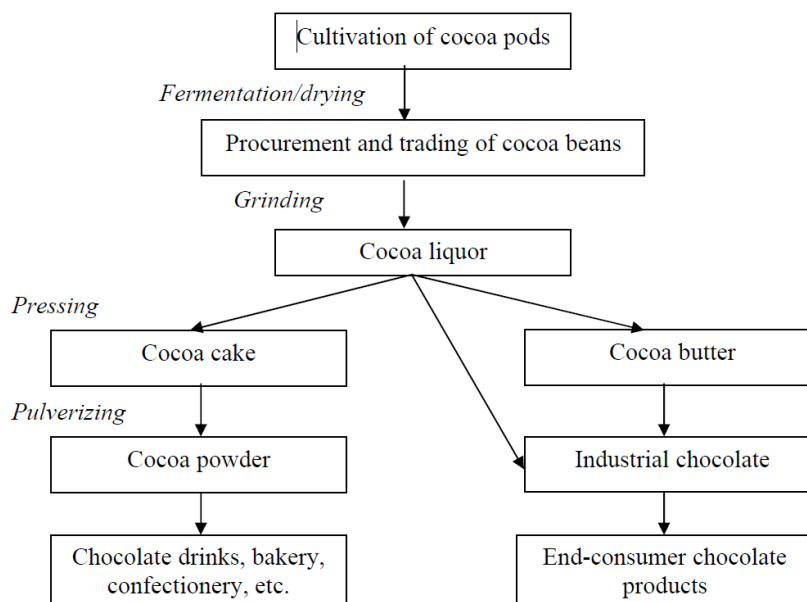 Cultivation of cocoa pods
Fermentation/drying
Procurement and trading of cocoa beans
Grinding
Cocoa liquor
Pressing
Cocoa cake
Cocoa butter
Pulverizing
Cocoa powder
Industrial chocolate
Chocolate drinks, bakery,
confectionery, etc.
End-consumer chocolate
products